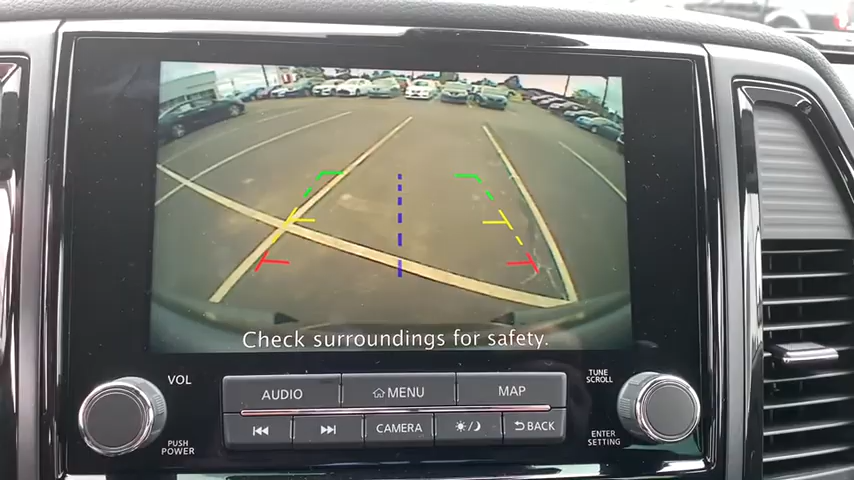 Check surroundings for safety.
VOL
AUDIO
MENU
MAP
TUNE
SCROLL
PUSH
POWER
CAMERA
BACK
ENTER
SETTING